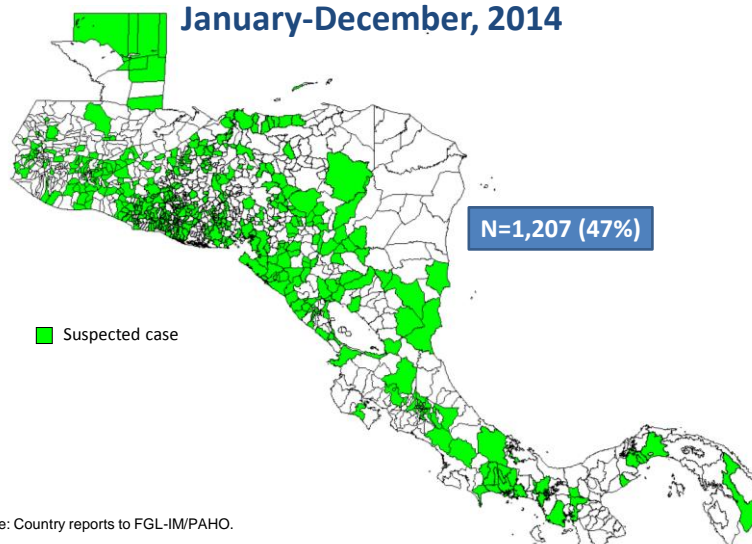 January-December, 2014
N=1,207 (47%)
Suspected case
e: Country reports to FGL-IM/PAHO.